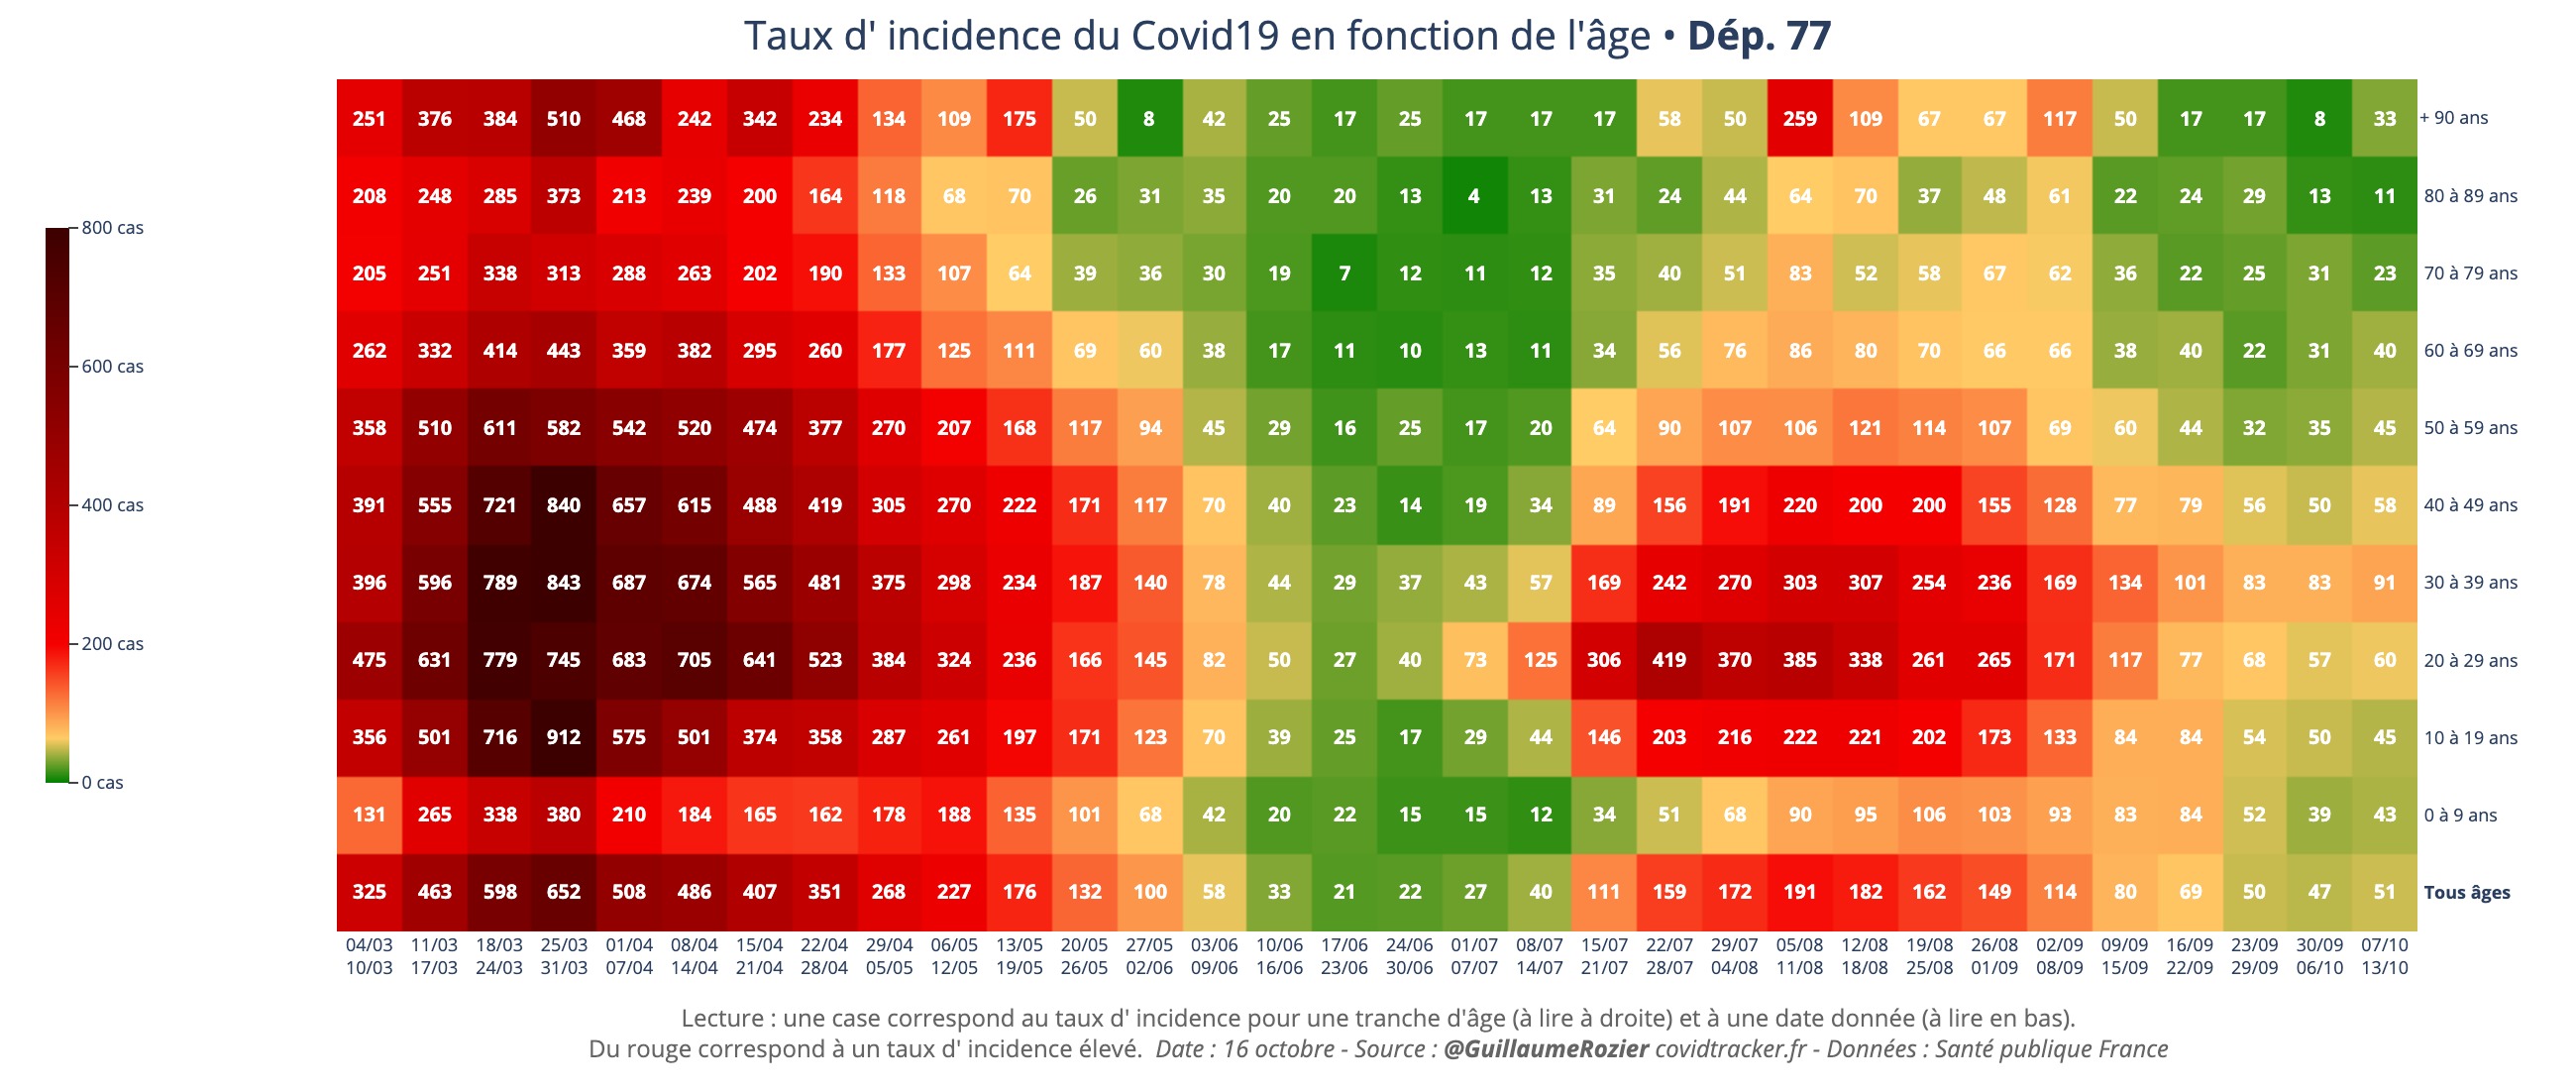 Taux d' incidence du Covid19 en fonction de l'âge • Dép. 77
800 cas
600 cas
400 cas
200 cas
0 cas
251 376 384 510 468 242 342 234 134 109 175 50 8 42 25 17 25 17 17 17 58 50 259 109 67 67 117 50 17 17 8 33 + 90 ans
208 248 285 373 213 239 200 164 118 68 70 26 31 35 20 20 13 4 13 31 24 44 64 70 37 48 61 22 24 29 13 11 80 à 89 ans
205 251 338 313 288 263 202 190 133 107 64 39 36 30 19 7 12 11 12 35 40 51 83 52 58 67 62 36 22 25 31 23 70 à 79 ans
262 332 414 443 359 382 295 260 177 125 111 69 60 38 17 11 10 13 11 34 56 76 86 80 70 66 66 38 40 22 31 40 60 à 69 ans
358 510 611 582 542 520 474 377 270 207 168 117 94 45 29 16 25 17 20 64 90 107 106 121 114 107 69 60 44 32 35 45 50 à 59 ans
391 555 721 840 657 615 488 419 305 270 222 171 117 70 40 23 14 19 34 89 156 191 220 200 200 155 128 77 79 56 50 58 40 à 49 ans
396 596 789 843 687 674 565 481 375 298 234 187 140 78 44 29 37 43 57 169 242 270 303 307 254 236 169 134 101 83 83 91 30 à 39 ans
475 631 779 745 683 705 641 523 384 324 236 166 145 82 50 27 40 73 125 306 419 370 385 338 261 265 171 117 77 68 57 60 20 à 29 ans
356 501 716 912 575 501 374 358 287 261 197 171 123 70 39 25 17 29 44 146 203 216 222 221 202 173 133 84 84 54 50 45 10 à 19 ans
131 265 338 380 210 184 165 162 178 188 135 101 68 42 20 22 15 15 12 34 51 68 90 95 106 103 93 83 84 52 39 43 0 à 9 ans
325 463 598 652 508 486 407 351 268 227 176 132 100 58 33 21 22 27 40 111 159 172 191 182 162 149 114 80 69 50 47 51 Tous âges
04/03 11/03 18/03 25/03 01/04 08/04 15/04 22/04 29/04 06/05 13/05 20/05 27/05 03/06 10/06 17/06 24/06 01/07 08/07 15/07 22/07 29/07 05/08 12/08 19/08 26/08 02/09 09/09 16/09 23/09 30/09 07/10
10/03 17/03 24/03 31/03 07/04 14/04 21/04 28/04 05/05 12/05 19/05 26/05 02/06 09/06 16/06 23/06 30/06 07/07 14/07 21/07 28/07 04/08 11/08 18/08 25/08 01/09 08/09 15/09 22/09 29/09 06/10 13/10
Lecture : une case correspond au taux d' incidence pour une tranche d'âge (à lire à droite) et à une date donnée (à lire en bas).
Du rouge correspond à un taux d' incidence élevé. Date : 16 octobre - Source : @GuillaumeRozier covidtracker.fr - Données : Santé publique France